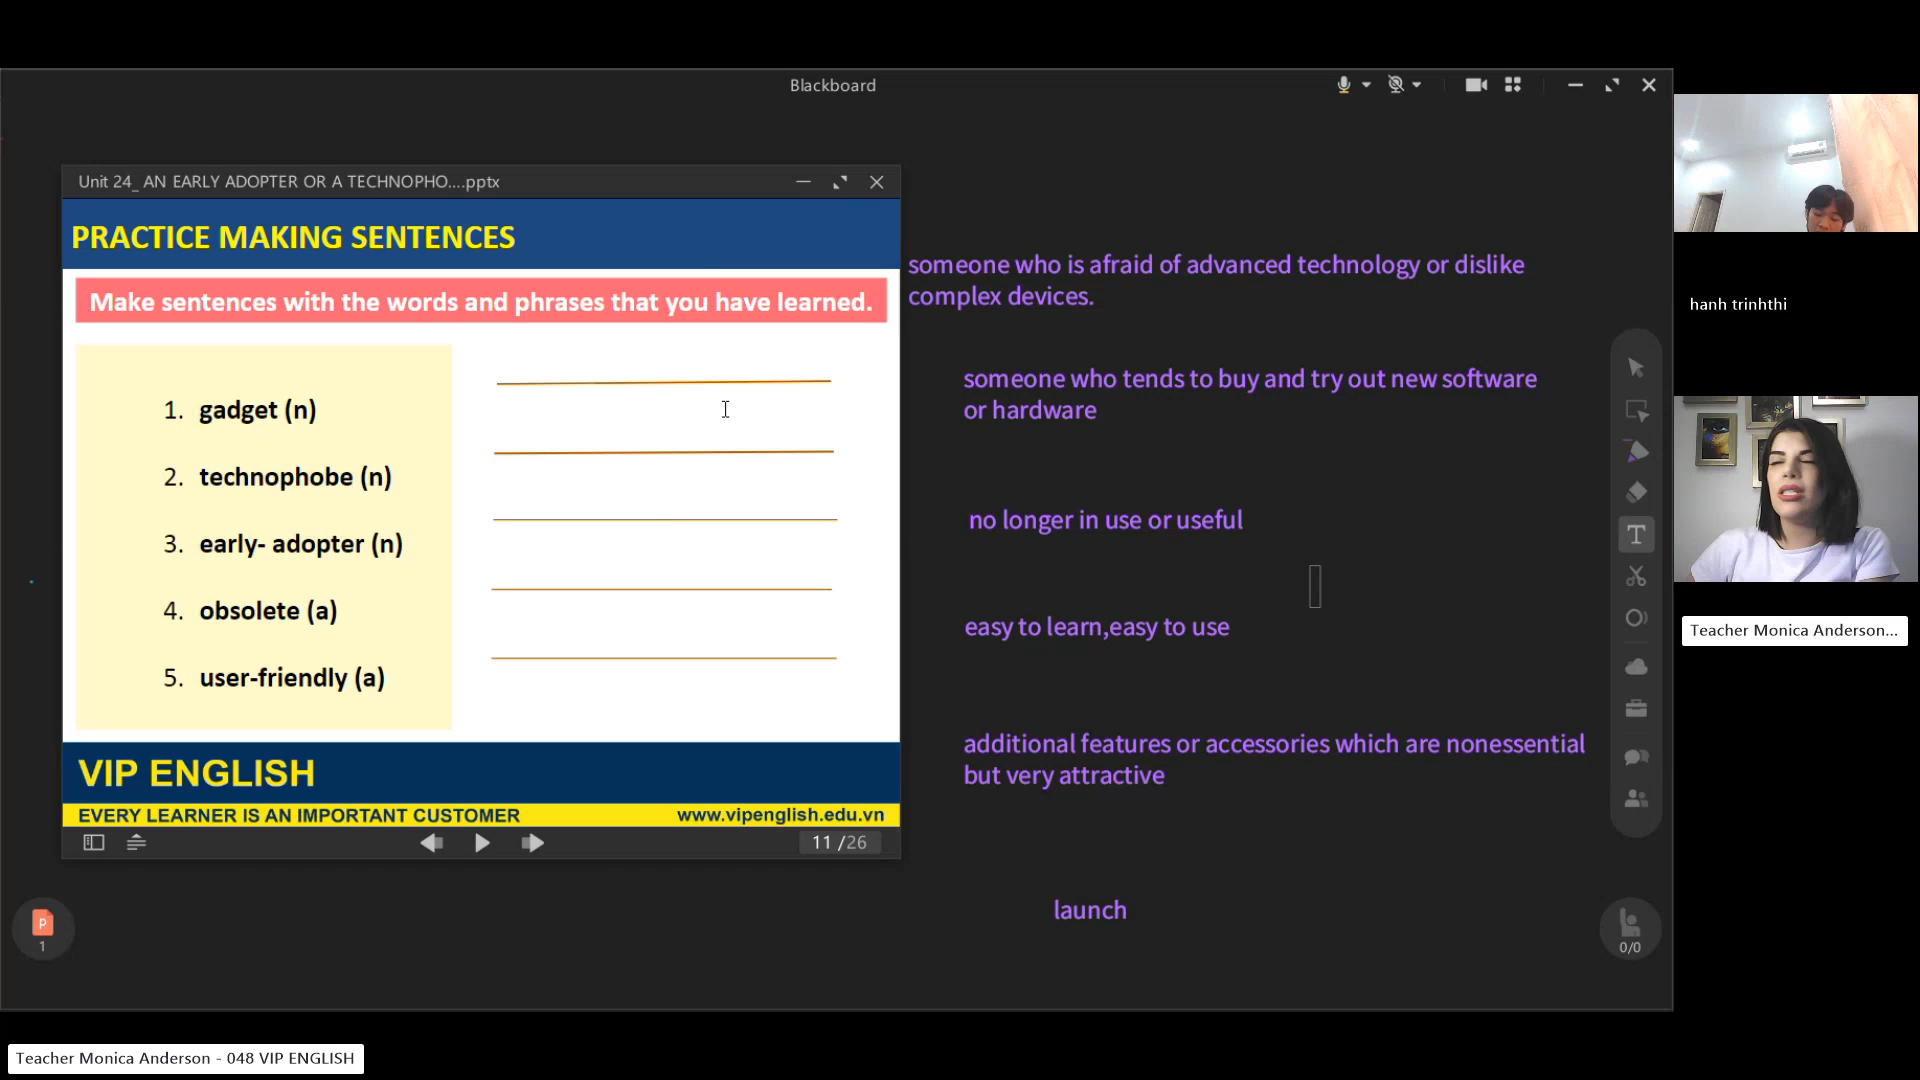 Blackboard
Unit 24_ AN EARLY ADOPTER OR A TECHNOPHO....pptx
PRACTICE MAKING SENTENCES
Make sentences with the words and phrases that you have learned.
1. gadget (n)
2. technophobe (n)
3. early- adopter (n)
4. obsolete (a)
5. user-friendly (a)
VIP ENGLISH
EVERY LEARNER IS AN IMPORTANT CUSTOMER
www.vipenglish.edu.vn
11 /26
someone who is afraid of advanced technology or dislike
complex devices.
someone who tends to buy and try out new software
or hardware
no longer in use or useful
easy to learn,easy to use
additional features or accessories which are nonessential
but very attractive
launch
T
P
1
0/0
hanh trinhthi
Teacher Monica Anderson...
Teacher Monica Anderson - 048 VIP ENGLISH